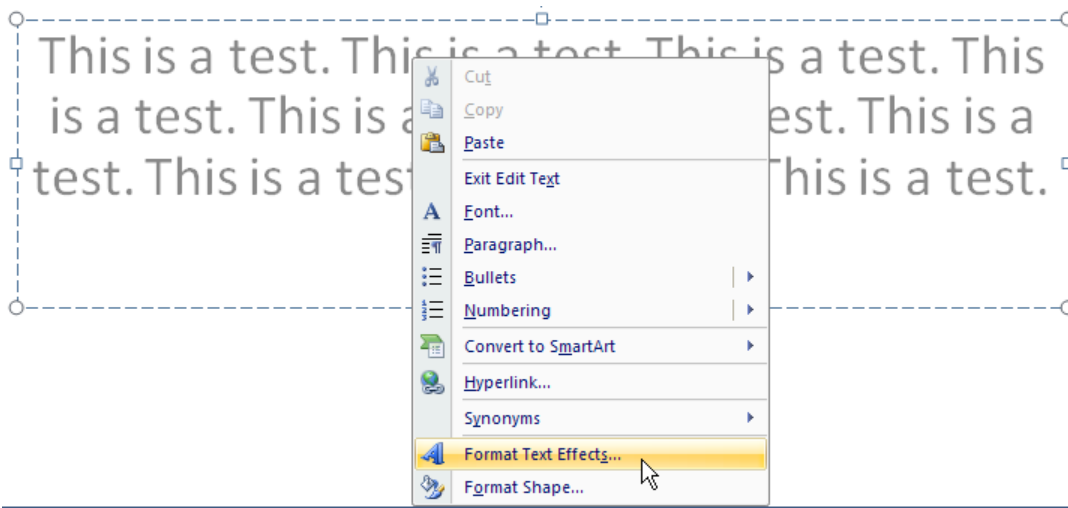 This is a test. This is a test. This is a test. This
is a test. This is a est. This is a
test. This is a test his is a test.
Cut
Copy
Paste
Exit Edit Text
Font...
Paragraph...
Bullets
Numbering
Convert to SmartArt
Hyperlink...
Synonyms
Format Text Effects...
Format Shape...